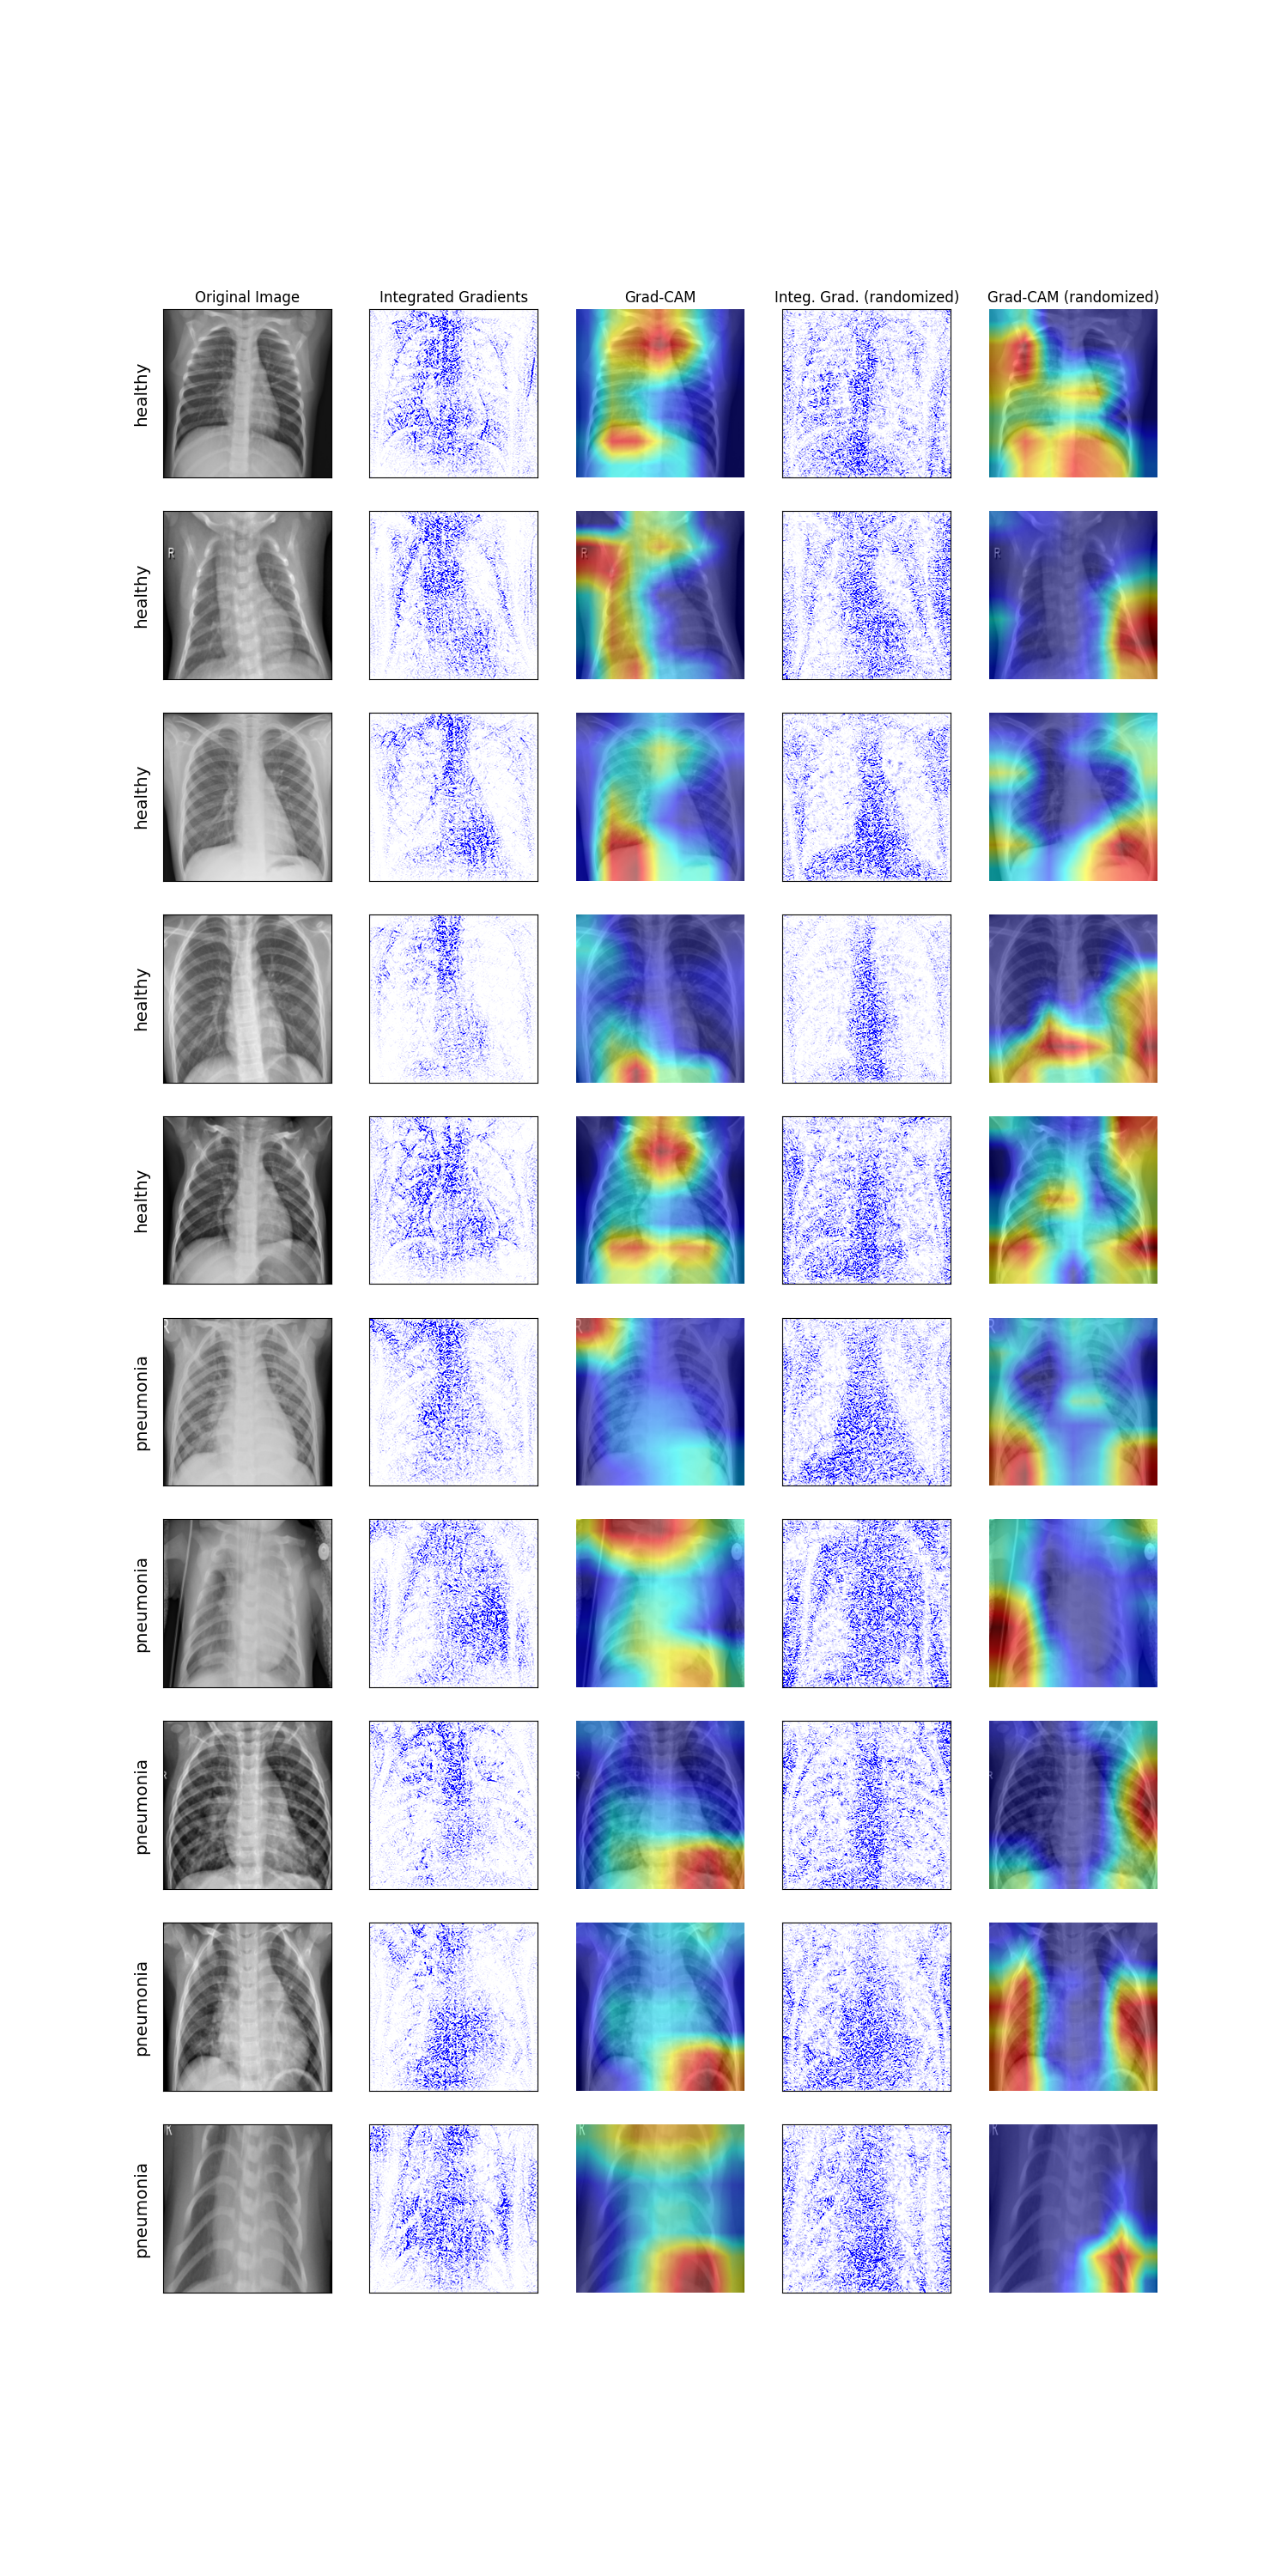 Original Image
Integrated Gradients
Grad-CAM
Integ. Grad. (randomized)
Grad-CAM (randomized)
healthy
healthy
R
R
R
healthy
healthy
healthy
pneumonia
R
R
R
pneumonia
pneumonia
R
R
R
pneumonia
pneumonia
R
R
R